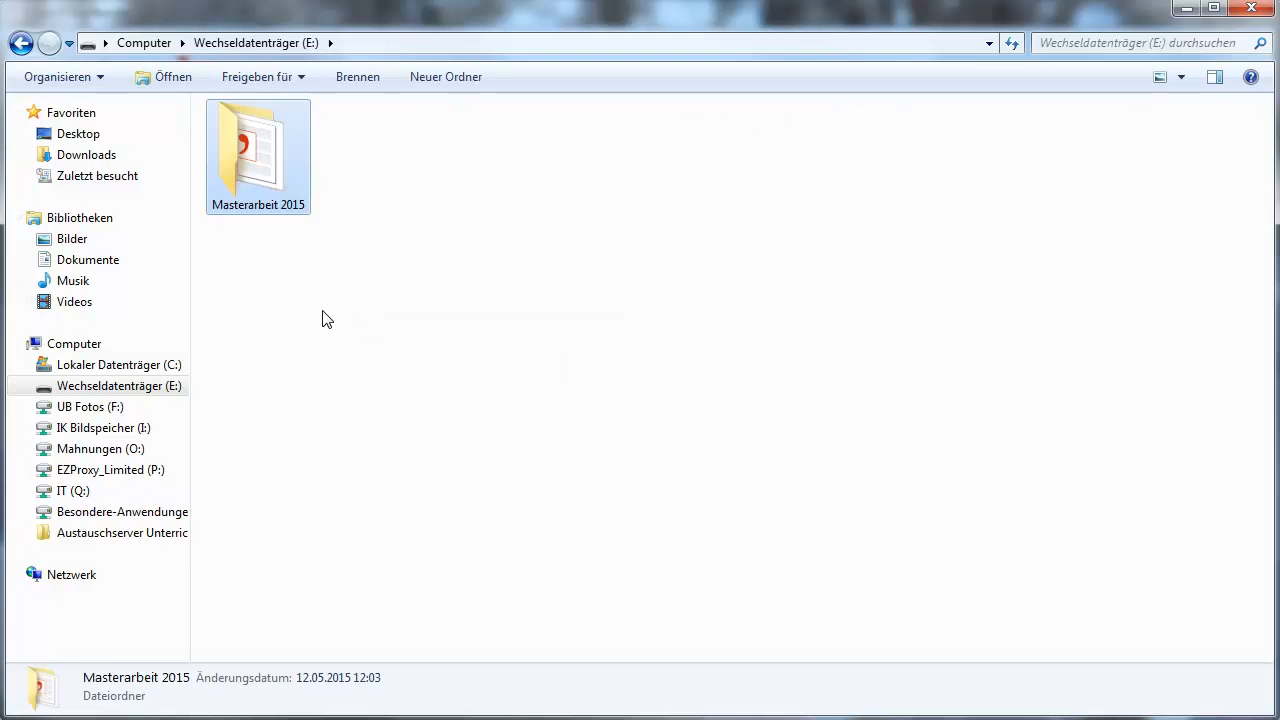 Computer
Wechseldatenträger (E:)
Wechseldatenträger (E:) durchsuchen
Organisieren
Öffnen
Freigeben für
Brennen
Neuer Ordner
Favoriten
Desktop
Downloads
Zuletzt besucht
Bibliotheken
Bilder
Dokumente
Musik
Videos
Computer
Lokaler Datenträger (C:)
Wechseldatenträger (E:)
UB Fotos (F:)
IK Bildspeicher (I:)
Mahnungen (O:)
EZProxy_Limited (P:)
IT (Q:)
Besondere-Anwendunge
Austauschserver Unterric
Netzwerk
Masterarbeit 2015
Masterarbeit 2015 Änderungsdatum: 12.05.2015 12:03
Dateiordner